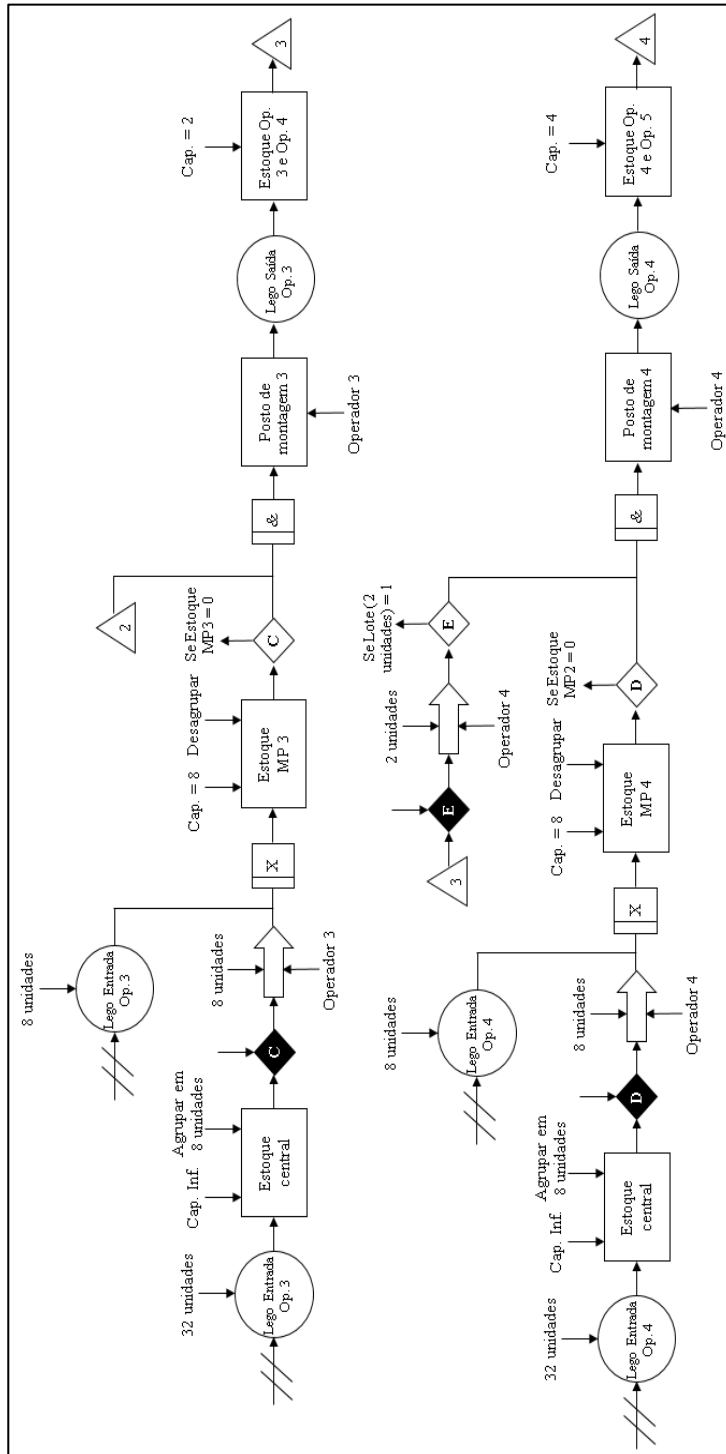 8 unidades
Lego Entrada
Op. 3
32 unidades
Lego Entrada
Op. 3
Cap. Inf.
Agrupar em
8 unidades
Estoque
central
C
8 unidades
Operador 3
X
Cap. = 8
Desagrupar
Estoque
MP 3
Se Estoque
MP3 = 0
C
2
&
Posto de
montagem 3
Operador 3
Lego Saída
Op. 3
Cap. = 2
Estoque Op.
3 e Op. 4
3
8 unidades
Lego Entrada
Op. 4
32 unidades
Lego Entrada
Op. 4
Cap. Inf.
Agrupar em
8 unidades
Estoque
central
D
8 unidades
Operador 4
X
Cap. = 8
Desagrupar
Estoque
MP 4
Se Estoque
MP2 = 0
D
3
E
2 unidades
Operador 4
Se Lote (2
unidades) = 1
E
&
Posto de
montagem 4
Operador 4
Lego Saída
Op. 4
Cap. = 4
Estoque Op.
4 e Op. 5
4